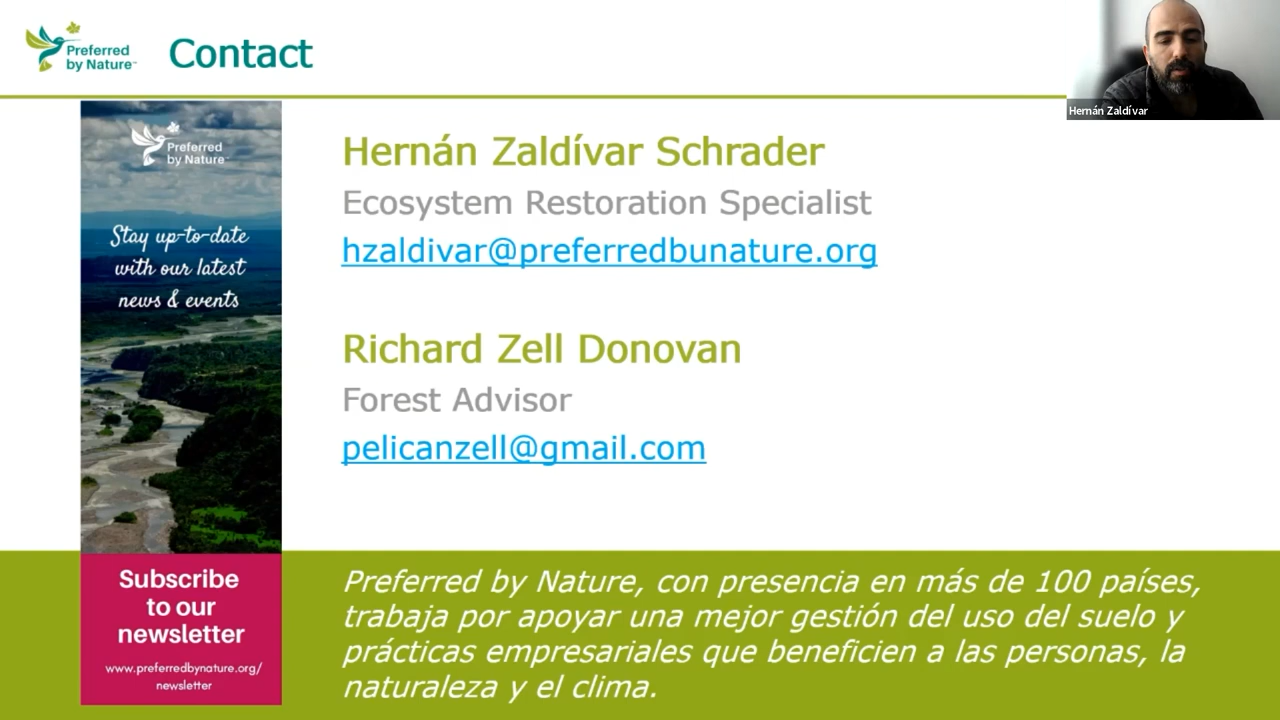 Preferred
by Nature™
Contact
Hernán Zaldívar
Preferred
by Nature™
Stay up-to-date
with our latest
news & events
Subscribe
to our
newsletter
www.preferredbynature.org/
newsletter
Hernán Zaldívar Schrader
Ecosystem Restoration Specialist
hzaldivar@preferredbunature.org
Richard Zell Donovan
Forest Advisor
pelicanzell@gmail.com
Preferred by Nature, con presencia en más de 100 países,
trabaja por apoyar una mejor gestión del uso del suelo y
prácticas empresariales que beneficien a las personas, la
naturaleza y el clima.